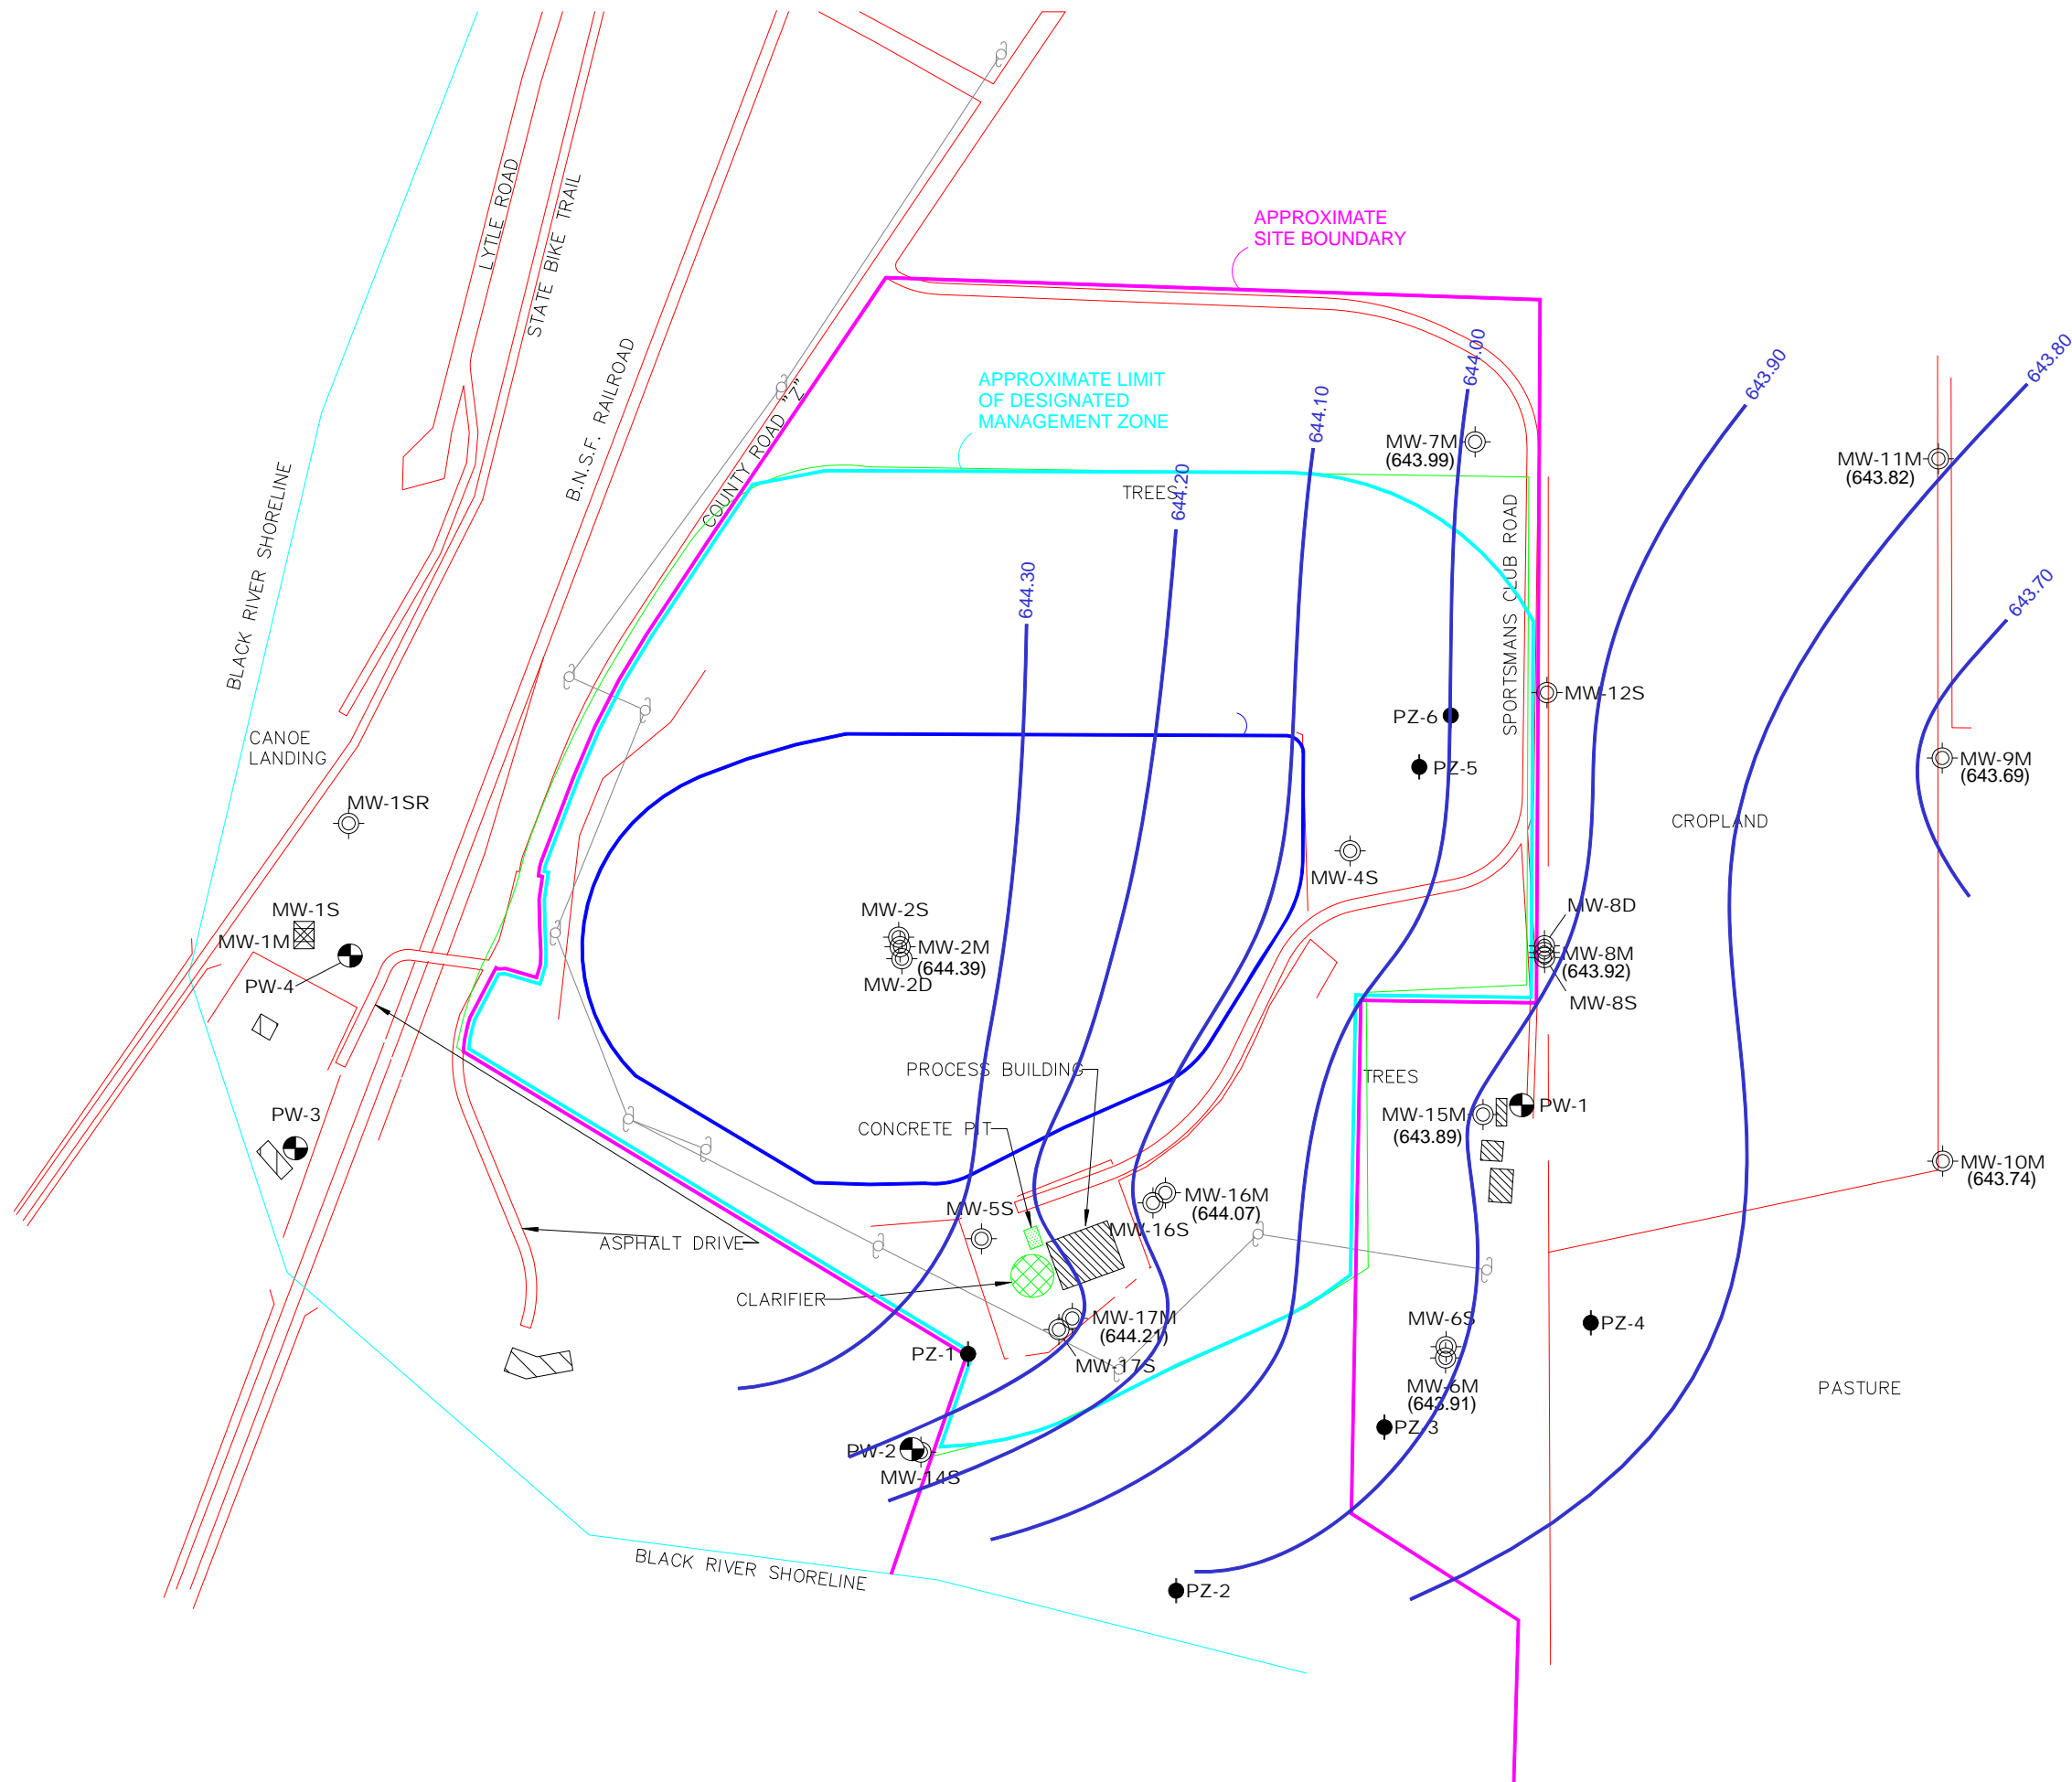 LYTLE ROAD
STATE BIKE TRAIL
B.N.S.F. RAILROAD
COUNTY ROAD "Z"
BLACK RIVER SHORELINE
APPROXIMATE
SITE BOUNDARY
APPROXIMATE LIMIT
OF DESIGNATED
MANAGEMENT ZONE
TREES
644.30
644.20
644.10
644.00
643.90
643.80
643.70
MW-7M
(643.99)
MW-11M
(643.82)
SPORTSMANS CLUB ROAD
MW-12S
PZ-6
PZ-5
MW-9M
(643.69)
CROPLAND
CANOE
LANDING
MW-1SR
MW-4S
MW-1S
MW-1M
PW-4
MW-2S
MW-2M
(644.39)
MW-2D
MW-8D
MW-8M
(643.92)
MW-8S
PROCESS BUILDING
TREES
PW-3
CONCRETE PIT
MW-15M
(643.89)
PW-1
MW-10M
(643.74)
MW-5S
MW-16M
(644.07)
MW-16S
ASPHALT DRIVE
CLARIFIER
MW-17M
(644.21)
MW-17S
PZ-1
MW-6S
MW-6M
(643.91)
PZ-4
PZ-3
PASTURE
PW-2
MW-14S
BLACK RIVER SHORELINE
PZ-2